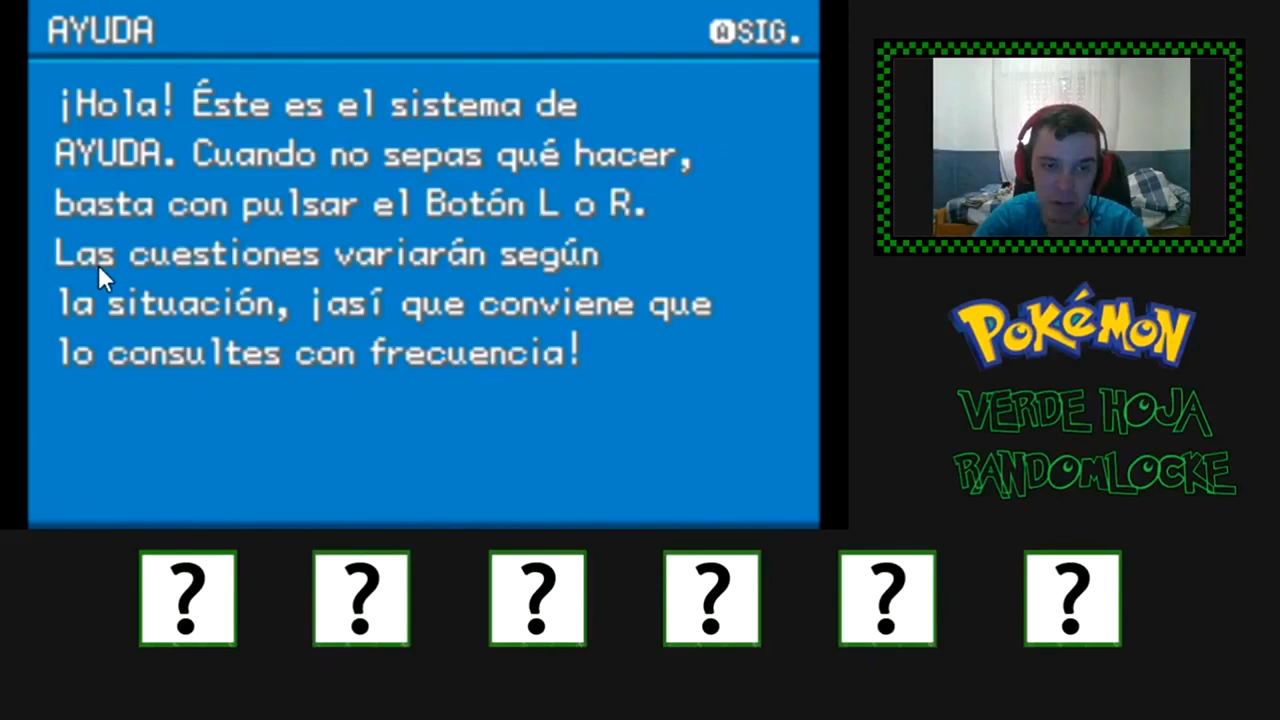 AYUDA
ⒶSIG.
¡Hola! Éste es el sistema de
AYUDA. Cuando no sepas qué hacer,
basta con pulsar el Botón L o R.
Las cuestiones variarán según
la situación, ¡así que conviene que
lo consultes con frecuencia!
POKéMON
VERDE HOJA
RANDOMLOCKE
? ? ? ? ? ?